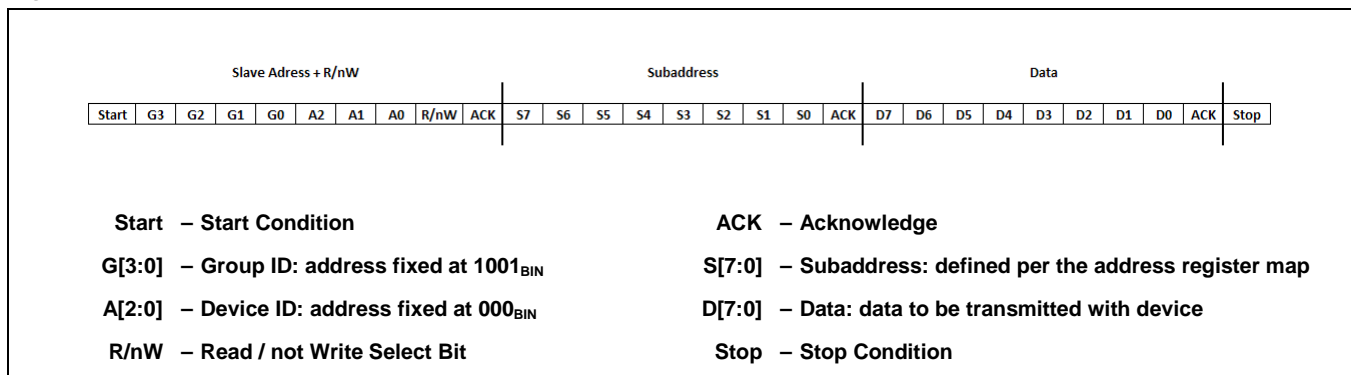 Slave Adress + R/nW Subaddress Data
Start G3 G2 G1 G0 A2 A1 A0 R/nW ACK S7 S6 S5 S4 S3 S2 S1 S0 ACK D7 D6 D5 D4 D3 D2 D1 D0 ACK Stop
Start – Start Condition ACK – Acknowledge
G[3:0] – Group ID: address fixed at 1001BIN S[7:0] – Subaddress: defined per the address register map
A[2:0] – Device ID: address fixed at 000BIN D[7:0] – Data: data to be transmitted with device
R/nW – Read / not Write Select Bit Stop – Stop Condition